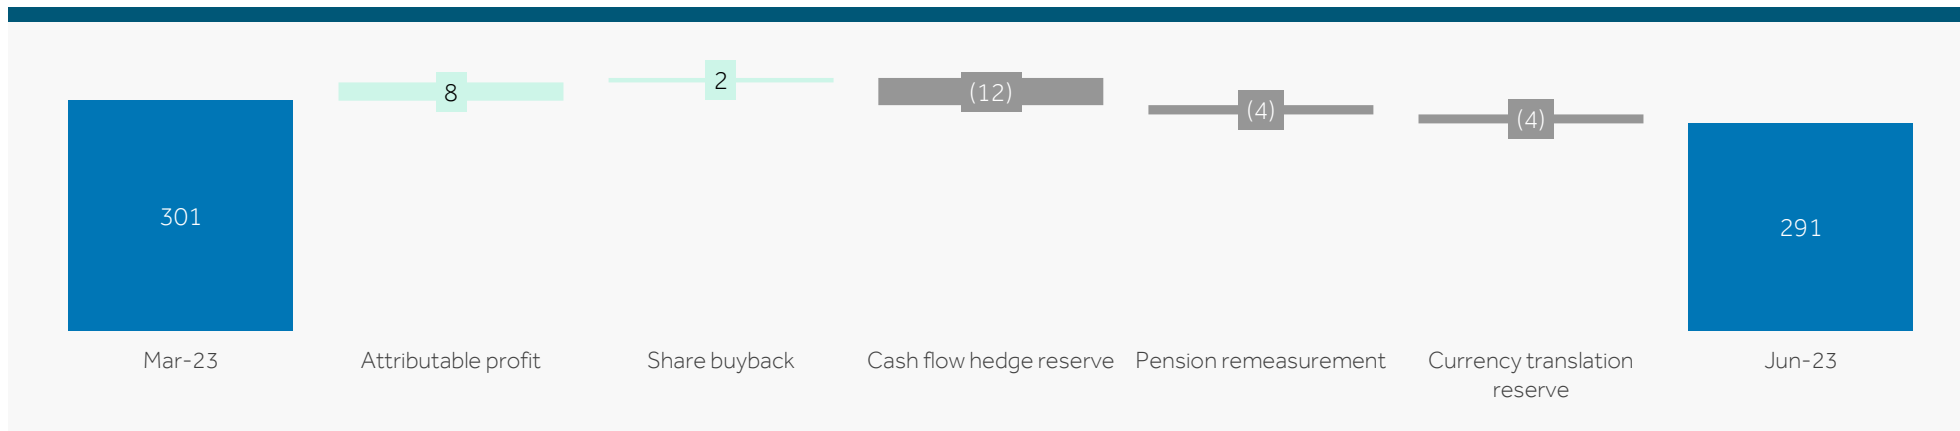 8
2
(12)
(4)
(4)
301
291
Mar-23
Attributable profit
Share buyback
Cash flow hedge reserve
Pension remeasurement
Currency translation
reserve
Jun-23